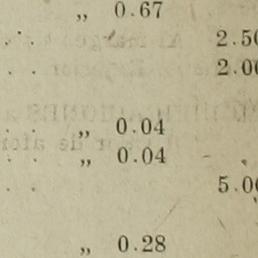 „ 0.67
. . . 2.50
. . . 2.00
. . . „ 0.04
. . . „ 0.04
. . . 5.00
„ 0.28